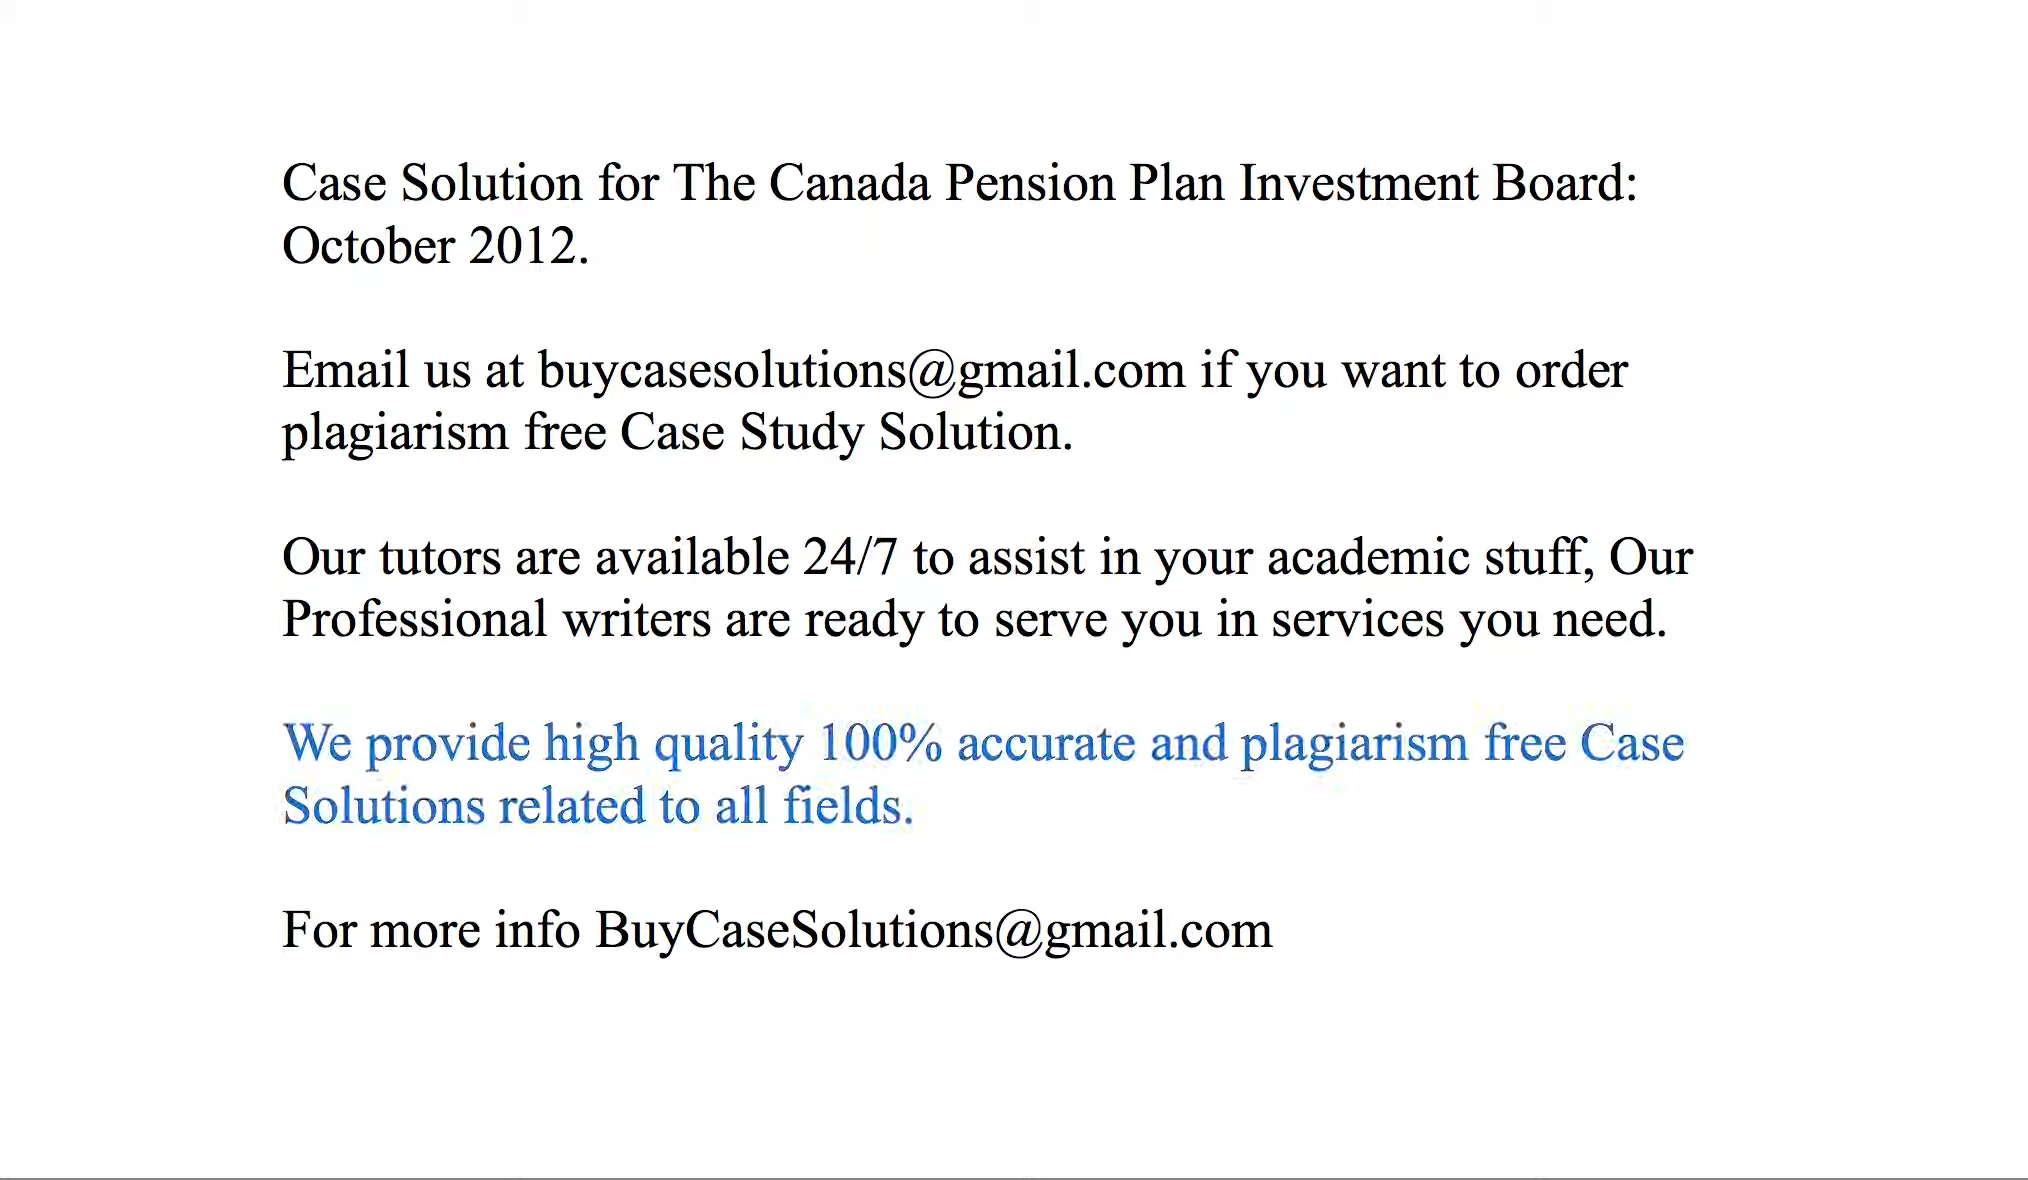 Case Solution for The Canada Pension Plan Investment Board:
October 2012.
Email us at buycasesolutions@gmail.com if you want to order
plagiarism free Case Study Solution.
Our tutors are available 24/7 to assist in your academic stuff, Our
Professional writers are ready to serve you in services you need.
We provide high quality 100% accurate and plagiarism free Case
Solutions related to all fields.
For more info BuyCaseSolutions@gmail.com